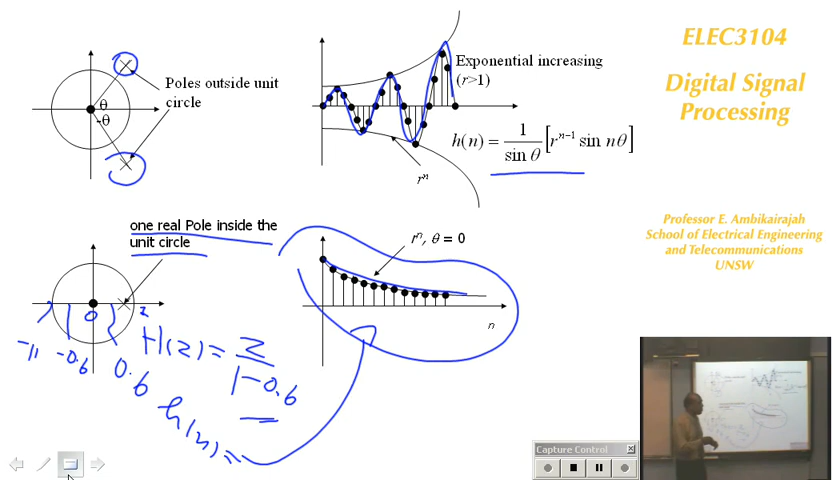 ELEC3104
Digital Signal
Processing
Professor E. Ambikairajah
School of Electrical Engineering
and Telecommunications
UNSW
θ
-θ
Poles outside unit
circle
Exponential increasing
(r>1)
h(n) = 1/sin θ [r^{n-1} sin nθ]
r^n
one real Pole inside the
unit circle
r^n, θ = 0
n
0
-0.6
0.6
H(z) = z/1-0.6
h(n) =
Capture Control